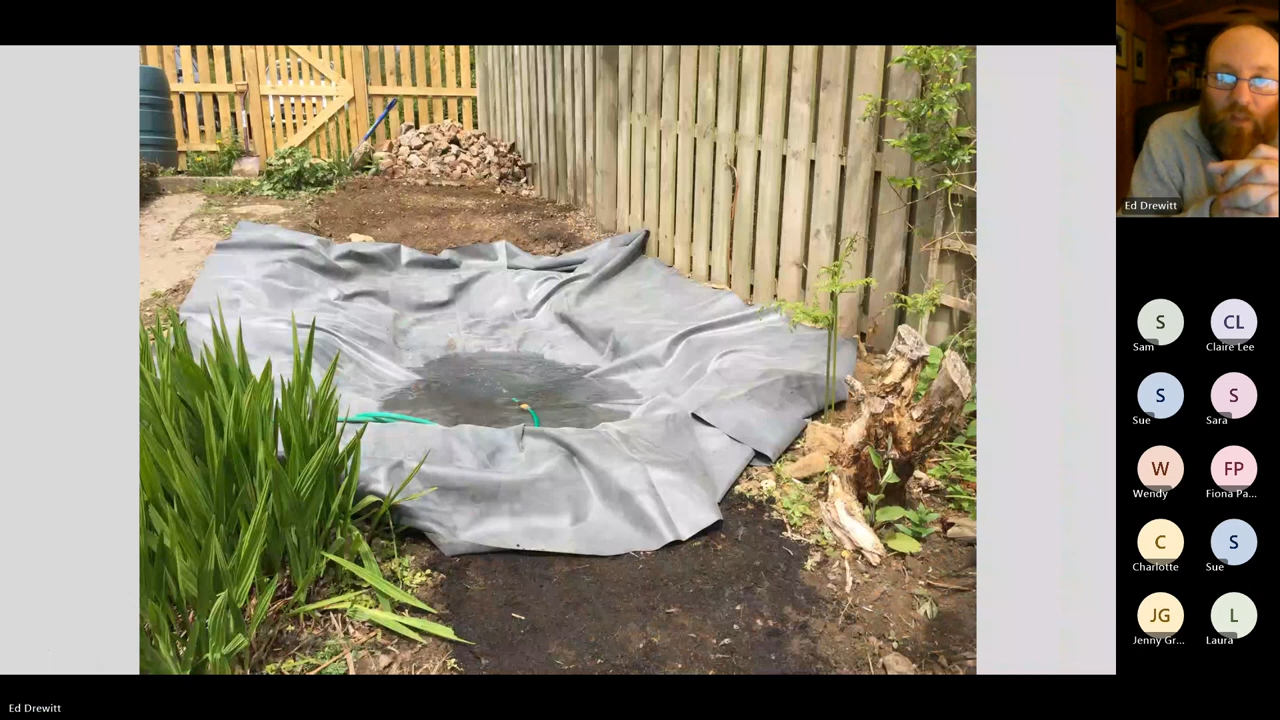 Ed Drewitt
S
CL
Sam
Claire Lee
S
S
Sue
Sara
W
FP
Wendy
Fiona Pa...
C
S
Charlotte
Sue
JG
L
Jenny Gr...
Laura
Ed Drewitt